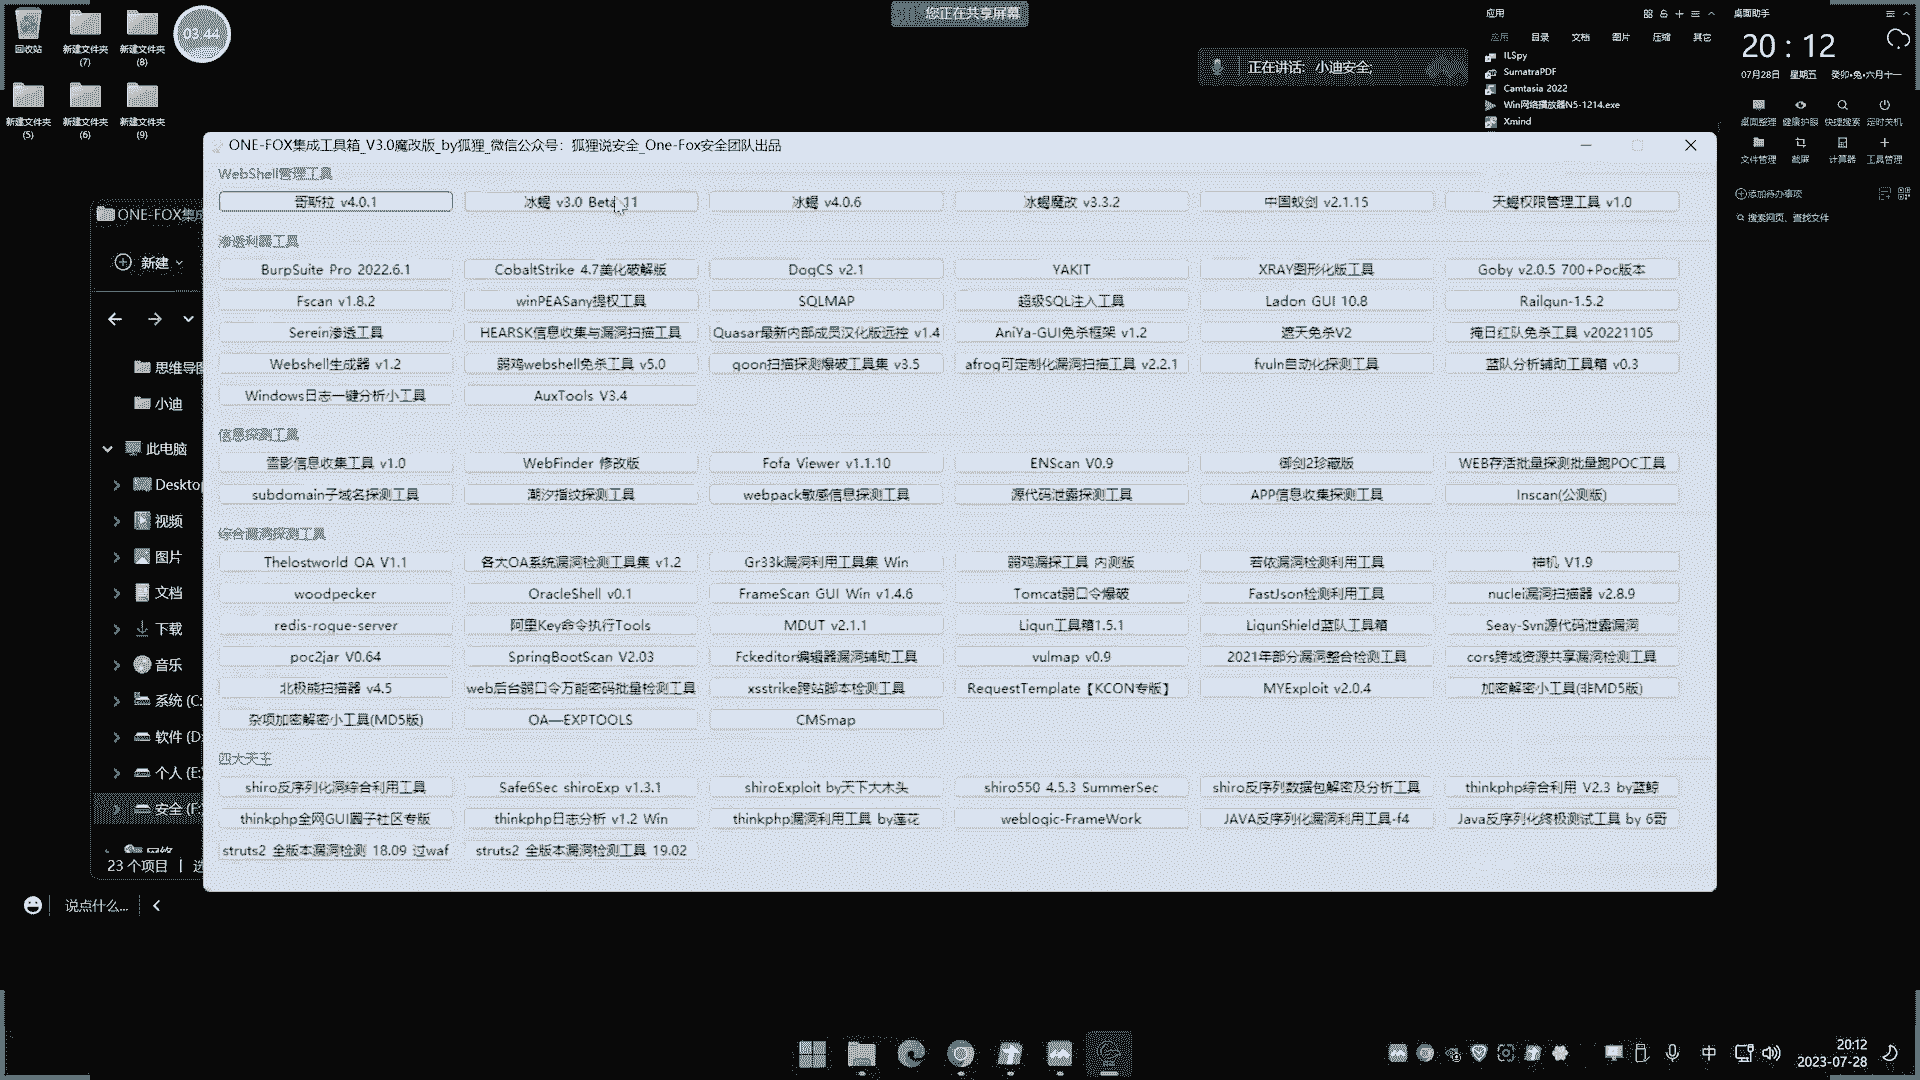 您正在共享屏幕
回收站
新建文件夹 (7)
新建文件夹 (8)
03:44
新建文件夹 (5)
新建文件夹 (6)
新建文件夹 (9)
正在讲话: 小迪安全;
应用
应用 目录 文档 图片 压缩 其它
ILSpy
SumatraPDF
Camtasia 2022
Win网络播放器N5-1214.exe
Xmind
桌面助手
20 : 12
07月28日 星期五 癸卯•兔•六月十一
桌面整理 健康护眼 快捷搜索 定时关机
文件管理 截屏 计算器 工具管理
添加待办事项
搜索网页、查找文件
ONE-FOX集成
新建
思维导图
小迪
此电脑
Desktop
视频
图片
文档
下载
音乐
系统 (C:
软件 (D:
个人 (E:
安全 (F:
网络
23 个项目 | 选
ONE-FOX集成工具箱_V3.0魔改版_by狐狸_微信公众号：狐狸说安全_One-Fox安全团队出品
WebShell管理工具
哥斯拉 v4.0.1 冰蝎 v3.0 Beta 11 冰蝎 v4.0.6 冰蝎魔改 v3.3.2 中国蚁剑 v2.1.15 天蝎权限管理工具 v1.0
渗透利器工具
BurpSuite Pro 2022.6.1 CobaltStrike 4.7美化破解版 DogCS v2.1 YAKIT XRAY图形化版工具 Goby v2.0.5 700+Poc版本
Fscan v1.8.2 winPEASany提权工具 SQLMAP 超级SQL注入工具 Ladon GUI 10.8 Railgun-1.5.2
Serein渗透工具 HEARSK信息收集与漏洞扫描工具 Quasar最新内部成员汉化版远控 v1.4 AniYa-GUI免杀框架 v1.2 遮天免杀V2 掩日红队免杀工具 v20221105
Webshell生成器 v1.2 弱鸡webshell免杀工具 v5.0 goon扫描探测爆破工具集 v3.5 afrog可定制化漏洞扫描工具 v2.2.1 fvuln自动化探测工具 蓝队分析辅助工具箱 v0.3
Windows日志一键分析小工具 AuxTools V3.4
信息探测工具
雪影信息收集工具 v1.0 WebFinder 修改版 Fofa Viewer v1.1.10 ENScan V0.9 御剑2珍藏版 WEB存活批量探测批量跑POC工具
subdomain子域名探测工具 潮汐指纹探测工具 webpack敏感信息探测工具 源代码泄露探测工具 APP信息收集探测工具 Inscan(公测版)
综合漏洞探测工具
Thelostworld OA V1.1 各大OA系统漏洞检测工具集 v1.2 Gr33k漏洞利用工具集 Win 弱鸡漏探工具 内测版 若依漏洞检测利用工具 神机 V1.9
woodpecker OracleShell v0.1 FrameScan GUI Win v1.4.6 Tomcat弱口令爆破 FastJson检测利用工具 nuclei漏洞扫描器 v2.8.9
redis-rogue-server 阿里Key命令执行Tools MDUT v2.1.1 Liqun工具箱1.5.1 LiqunShield蓝队工具箱 Seay-Svn源代码泄露漏洞
poc2jar V0.64 SpringBootScan V2.03 Fckeditor编辑器漏洞辅助工具 vulmap v0.9 2021年部分漏洞整合检测工具 cors跨域资源共享漏洞检测工具
北极熊扫描器 v4.5 web后台弱口令万能密码批量检测工具 xsstrike跨站脚本检测工具 RequestTemplate【KCON专版】 MYExploit v2.0.4 加密解密小工具(非MD5版)
杂项加密解密小工具(MD5版) OA—EXPTOOLS CMSmap
四大天王
shiro反序列化洞综合利用工具 Safe6Sec shiroExp v1.3.1 shiroExploit by天下大木头 shiro550 4.5.3 SummerSec shiro反序列数据包解密及分析工具 thinkphp综合利用 V2.3 by蓝鲸
thinkphp全网GUI圈子社区专版 thinkphp日志分析 v1.2 Win thinkphp漏洞利用工具 by莲花 weblogic-FrameWork JAVA反序列化漏洞利用工具-f4 Java反序列化终极测试工具 by 6哥
struts2 全版本漏洞检测 18.09 过waf struts2 全版本漏洞检测工具 19.02
说点什么...
中
20:12
2023-07-28